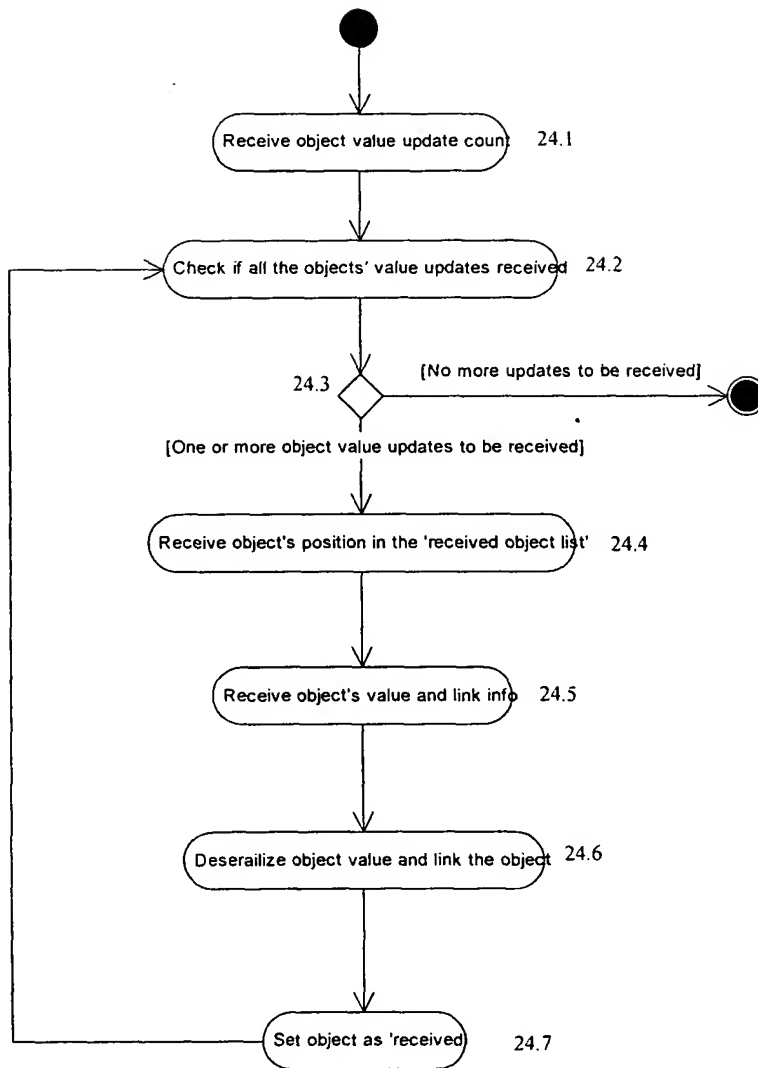 Receive object value update count 24.1
Check if all the objects' value updates received 24.2
[No more updates to be received]
24.3
[One or more object value updates to be received]
Receive object's position in the 'received object list' 24.4
Receive object's value and link info 24.5
Deserailize object value and link the object 24.6
Set object as 'received' 24.7